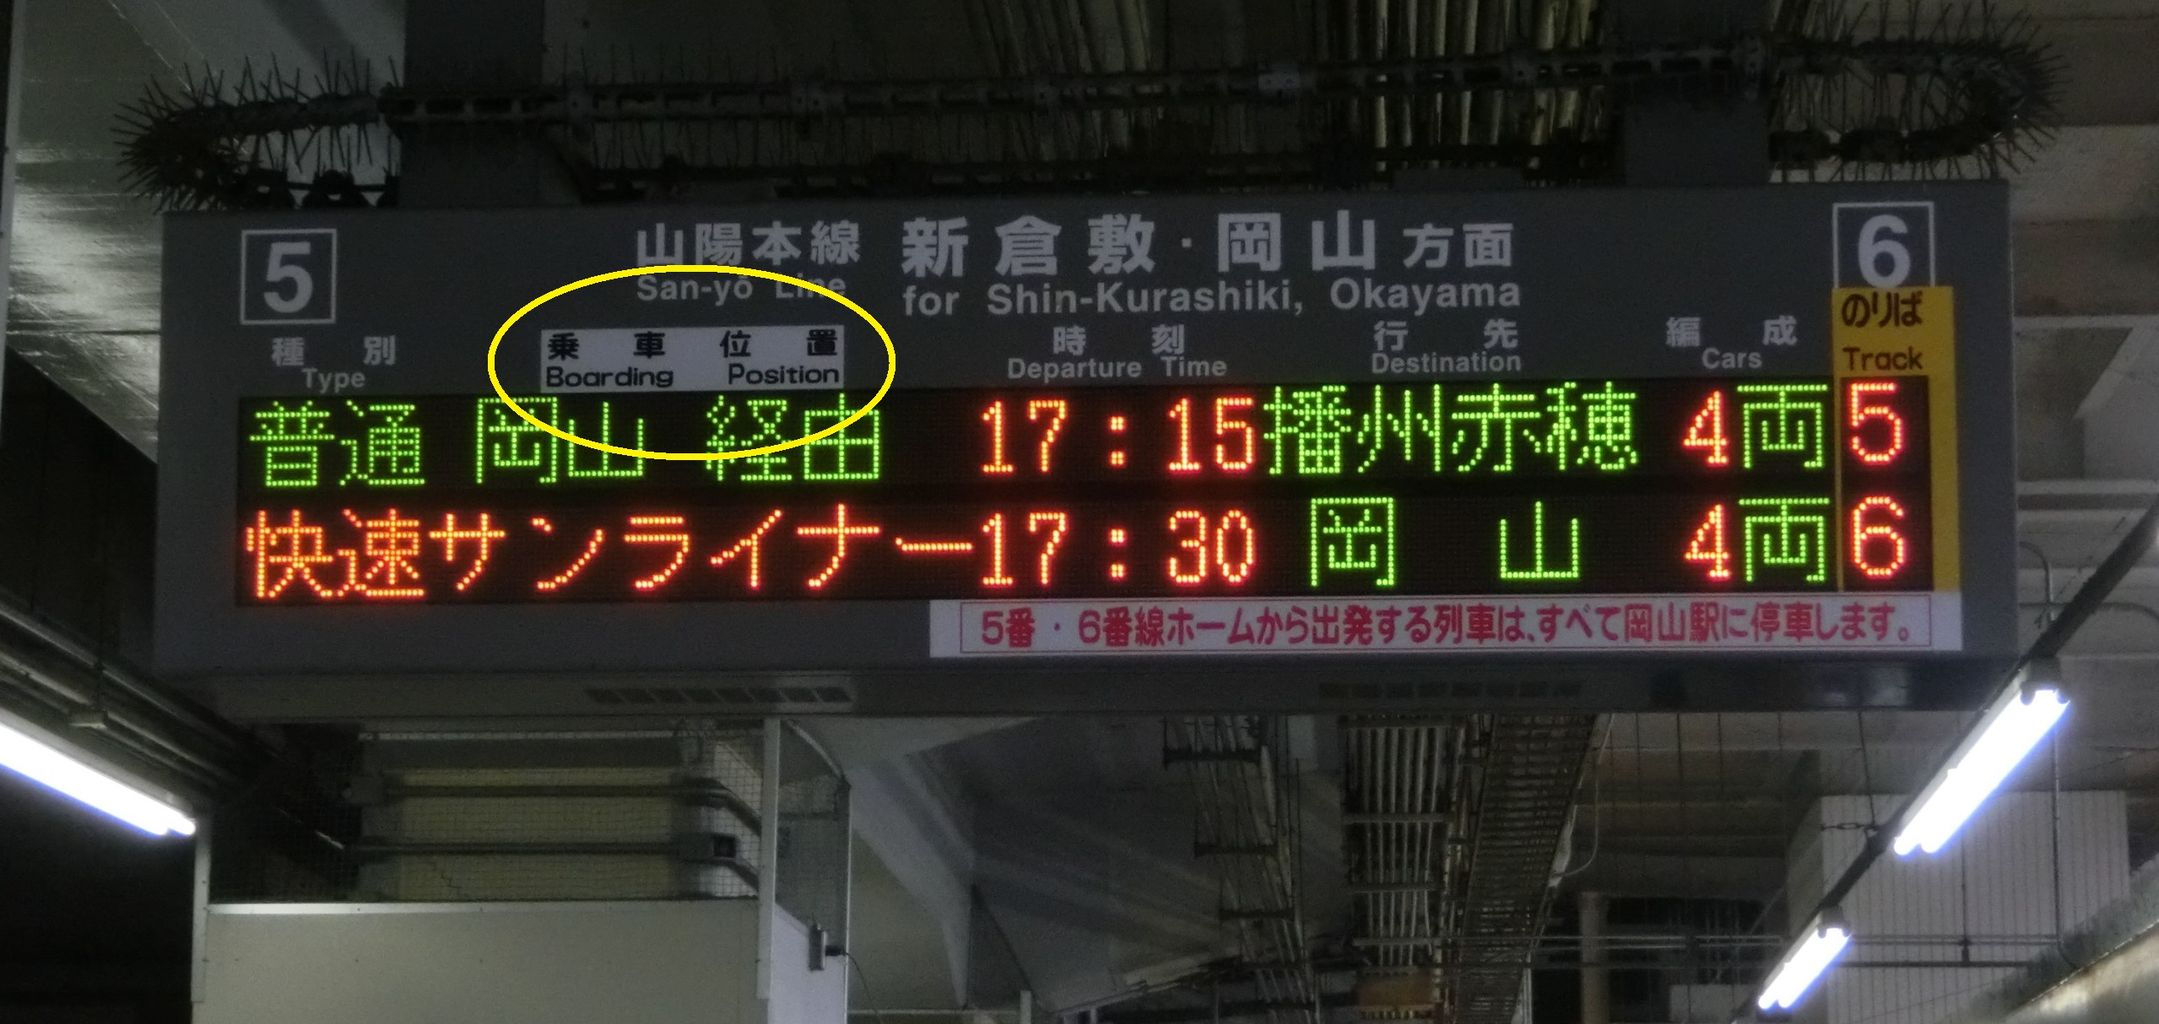 5 山陽本線 新倉敷・岡山方面 6
San-yō Line for Shin-Kurashiki, Okayama
種別 乗車位置 時刻 行先 編成 のりば
Type Boarding Position Departure Time Destination Cars Track
普通 岡山 経由 17:15 播州赤穂 4両 5
快速サンライナー 17:30 岡山 4両 6
5番・6番線ホームから出発する列車は、すべて岡山駅に停車します。